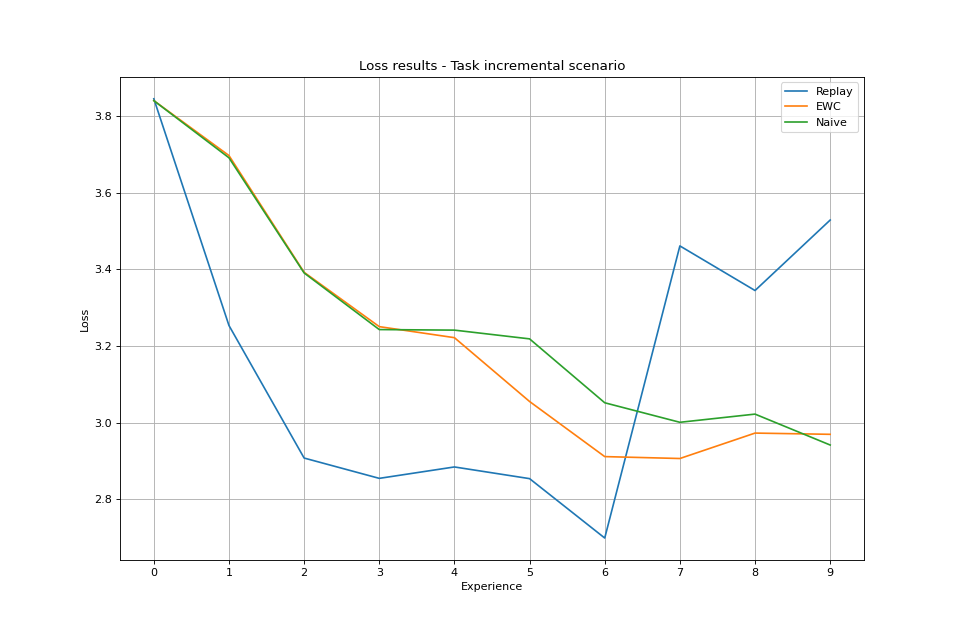 Loss results - Task incremental scenario
Replay
EWC
Naive
3.8
3.6
3.4
3.2
3.0
2.8
Loss
0 1 2 3 4 5 6 7 8 9
Experience